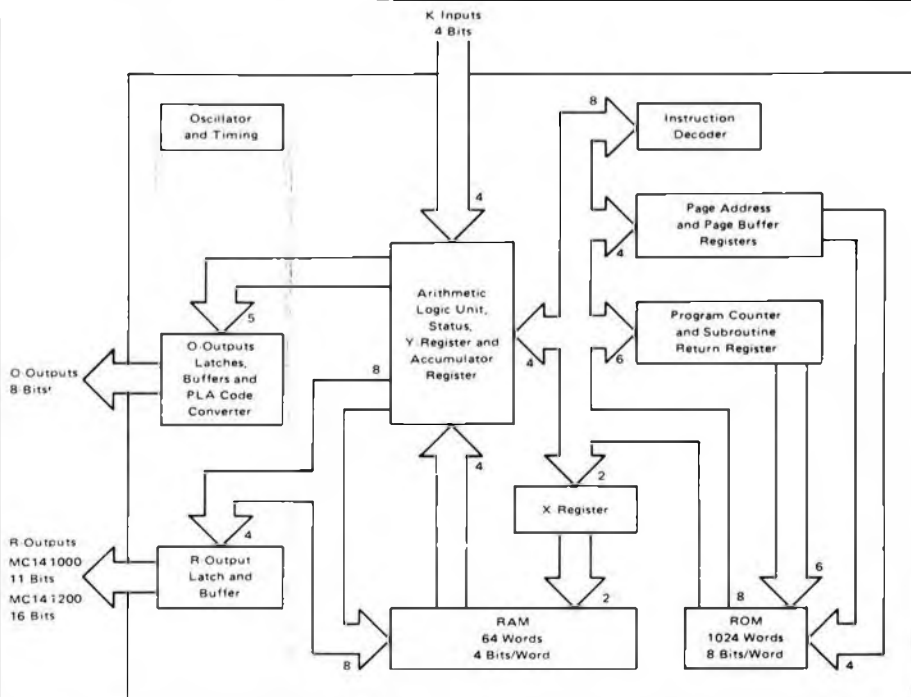 K Inputs
4 Bits
Oscillator
and Timing
8
Instruction
Decoder
4
Page Address
and Page Buffer
Registers
4
5
Arithmetic
Logic Unit,
Status,
Y Register and
Accumulator
Register
4
Program Counter
and Subroutine
Return Register
6
O Outputs
8 Bits*
O Outputs
Latches,
Buffers and
PLA Code
Converter
8
4
2
X Register
R Outputs
MC141000
11 Bits
MC141200
16 Bits
4
R Output
Latch and
Buffer
8
RAM
64 Words
4 Bits/Word
2
8
6
ROM
1024 Words
8 Bits/Word
4